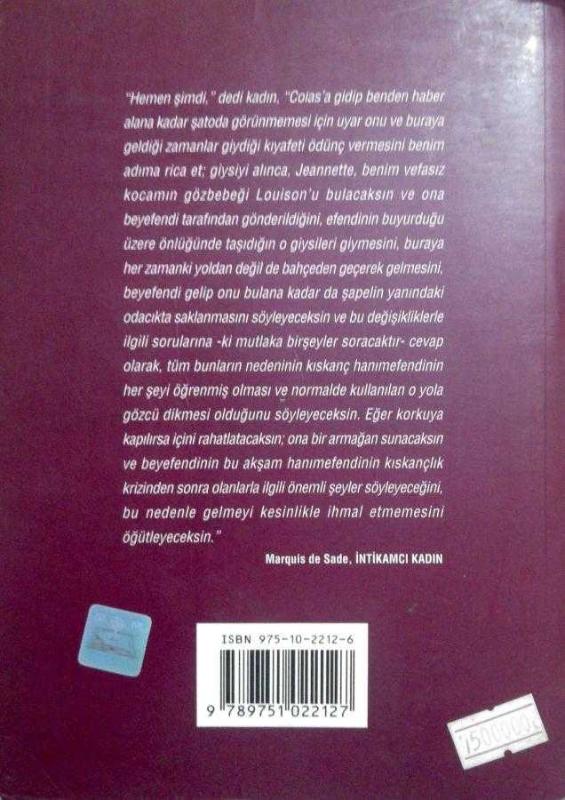 "Hemen şimdi," dedi kadın, "Coias'a gidip benden haber
alana kadar şatoda görünmemesi için uyar onu ve buraya
geldiği zamanlar giydiği kıyafeti ödünç vermesini benim
adıma rica et; giysiyi alınca, Jeannette, benim vefasız
kocamın gözbebeği Louison'u bulacaksın ve ona
beyefendi tarafından gönderildiğini, efendinin buyurduğu
üzere önlüğünde taşıdığın o giysileri giymesini, buraya
her zamanki yoldan değil de bahçeden geçerek gelmesini,
beyefendi gelip onu bulana kadar da şapelin yanındaki
odacıkta saklanmasını söyleyeceksin ve bu değişikliklerle
ilgili sorularına -ki mutlaka birşeyler soracaktır- cevap
olarak, tüm bunların nedeninin kıskanç hanımefendinin
her şeyi öğrenmiş olması ve normalde kullanılan o yola
gözcü dikmesi olduğunu söyleyeceksin. Eğer korkuya
kapılırsa içini rahatlatacaksın; ona bir armağan sunacaksın
ve beyefendinin bu akşam hanımefendinin kıskançlık
krizinden sonra olanlarla ilgili önemli şeyler söyleyeceğini,
bu nedenle gelmeyi kesinlikle ihmal etmemesini
öğütleyeceksin."
Marquis de Sade, İNTİKAMCI KADIN
ISBN 975-10-2212-6
9 789751 022127